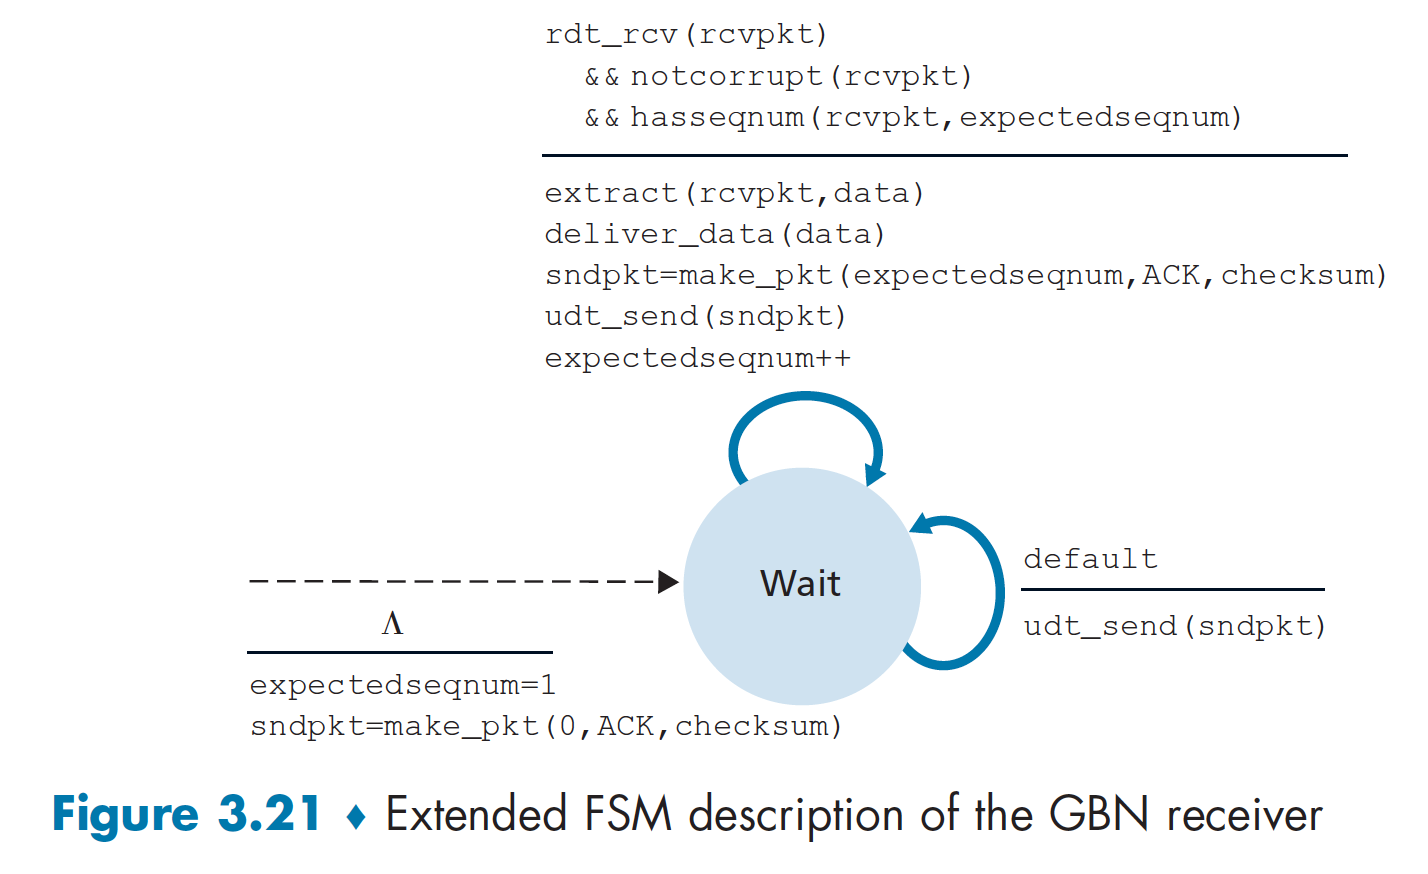 rdt_rcv(rcvpkt)
&& notcorrupt(rcvpkt)
&& hasseqnum(rcvpkt,expectedseqnum)
extract(rcvpkt,data)
deliver_data(data)
sndpkt=make_pkt(expectedseqnum,ACK,checksum)
udt_send(sndpkt)
expectedseqnum++
Wait
default
udt_send(sndpkt)
Λ
expectedseqnum=1
sndpkt=make_pkt(0,ACK,checksum)
Figure 3.21 ♦ Extended FSM description of the GBN receiver